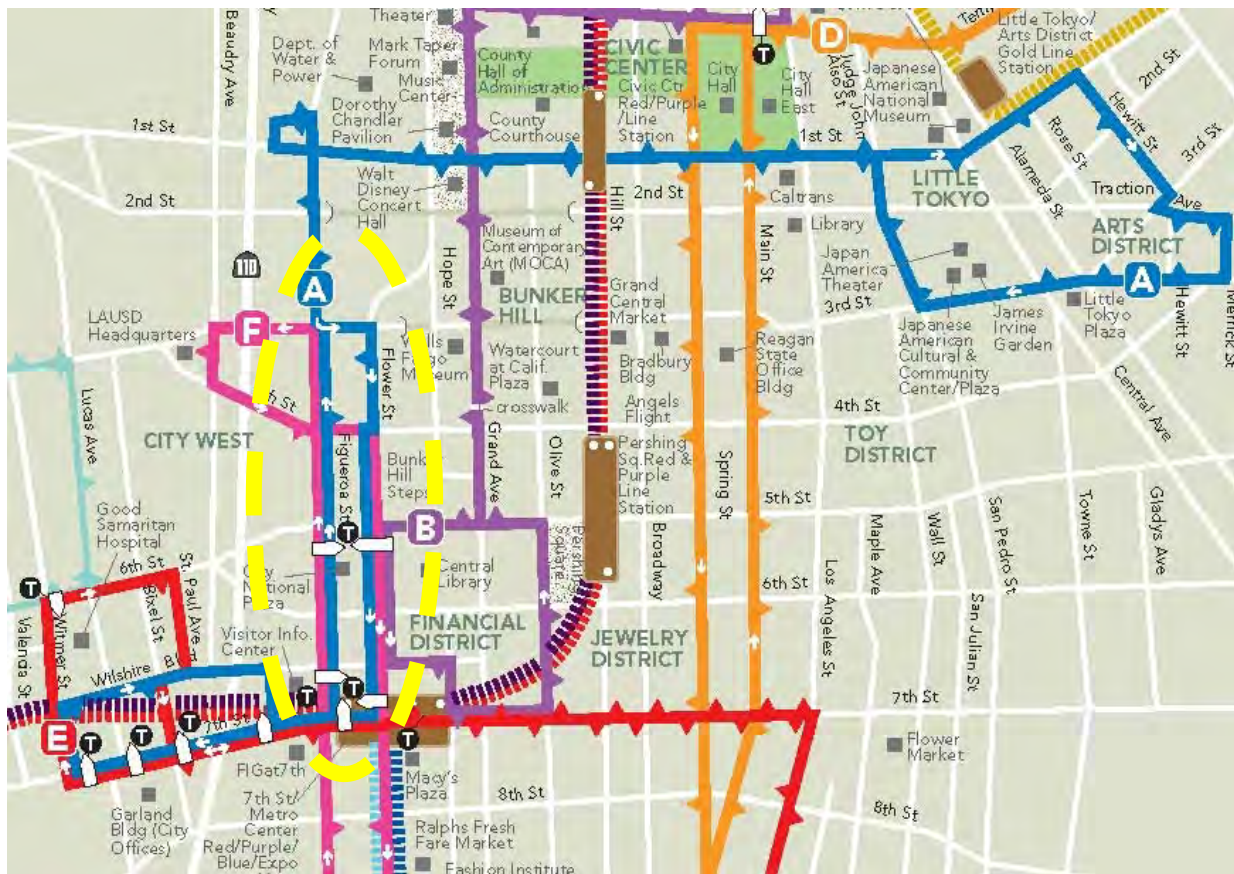 Theater
Beaudry Ave
Dept. of
Water &
Power
Mark Taper
Forum
Music
Center
Dorothy
Chandler
Pavilion
County
Hall of
Administration
County
Courthouse
CIVIC
CENTER
Civic Ctr
Red/Purple
Line
Station
City
Hall
City
Hall
East
D
T
Judge John
Aiso St
Japanese
American
National
Museum
Little Tokyo/
Arts District
Gold Line
Station
2nd St
Hewitt St
3rd St
Rose St
Alameda St
1st St
1st St
2nd St
Walt
Disney
Concert
Hall
Hope St
Museum of
Contemporary
Art (MOCA)
Hill St
2nd St
Caltrans
Library
Main St
LITTLE
TOKYO
Traction
Ave
ARTS
DISTRICT
Japan
America
Theater
3rd St
A
Hewitt St
Merrick St
Little
Tokyo
Plaza
James
Irvine
Garden
Japanese
American
Cultural &
Community
Center/Plaza
110
A
BUNKER
HILL
Grand
Central
Market
LAUSD
Headquarters
F
Wells
Fargo
Museum
Flower St
Watercourt
at Calif.
Plaza
crosswalk
Bradbury
Bldg
Angels
Flight
Reagan
State
Office
Bldg
Central Ave
4th St
Lucas Ave
CITY WEST
Figueroa St
Bunker
Hill
Steps
Grand Ave
Olive St
Pershing
Sq.Red &
Purple
Line
Station
Spring St
TOY
DISTRICT
5th St
Good
Samaritan
Hospital
T
B
Pershing
Square
Broadway
Maple Ave
Wall St
San Pedro St
Towne St
Gladys Ave
6th St
T
St. Paul Ave
Bixel St
City
National
Plaza
Central
Library
6th St
Los Angeles St
San Julian St
Valencia St
Witmer St
Visitor Info.
Center
FINANCIAL
DISTRICT
JEWELRY
DISTRICT
Wilshire
T
T
7th St
E
T
T
T
7th St
T
Flower
Market
FIGat7th
Macy's
Plaza
8th St
8th St
Garland
Bldg (City
Offices)
7th St/
Metro
Center
Red/Purple/
Blue/Expo
Ralphs Fresh
Fare Market
Fashion Institute